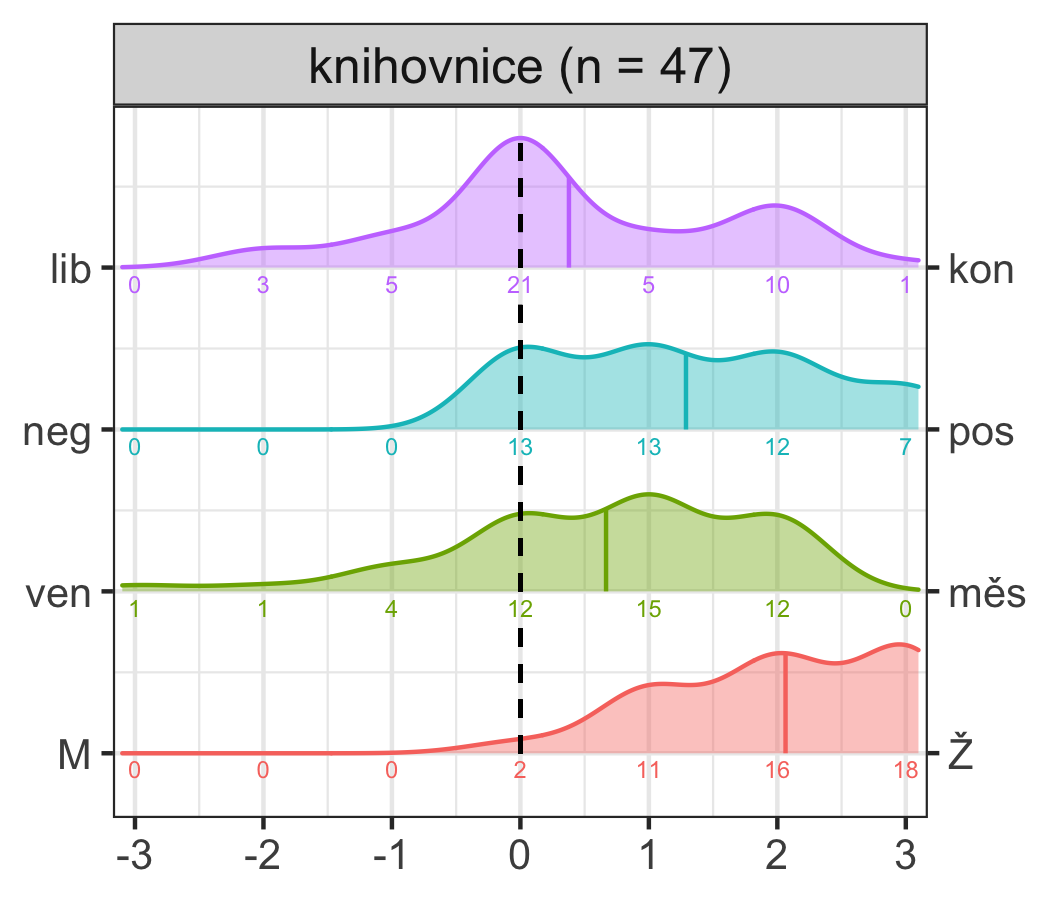 knihovnice (n = 47)
lib kon
0 3 5 21 5 10 1
neg pos
0 0 0 13 13 12 7
ven měs
1 1 4 12 15 12 0
M Ž
0 0 0 2 11 16 18
-3 -2 -1 0 1 2 3